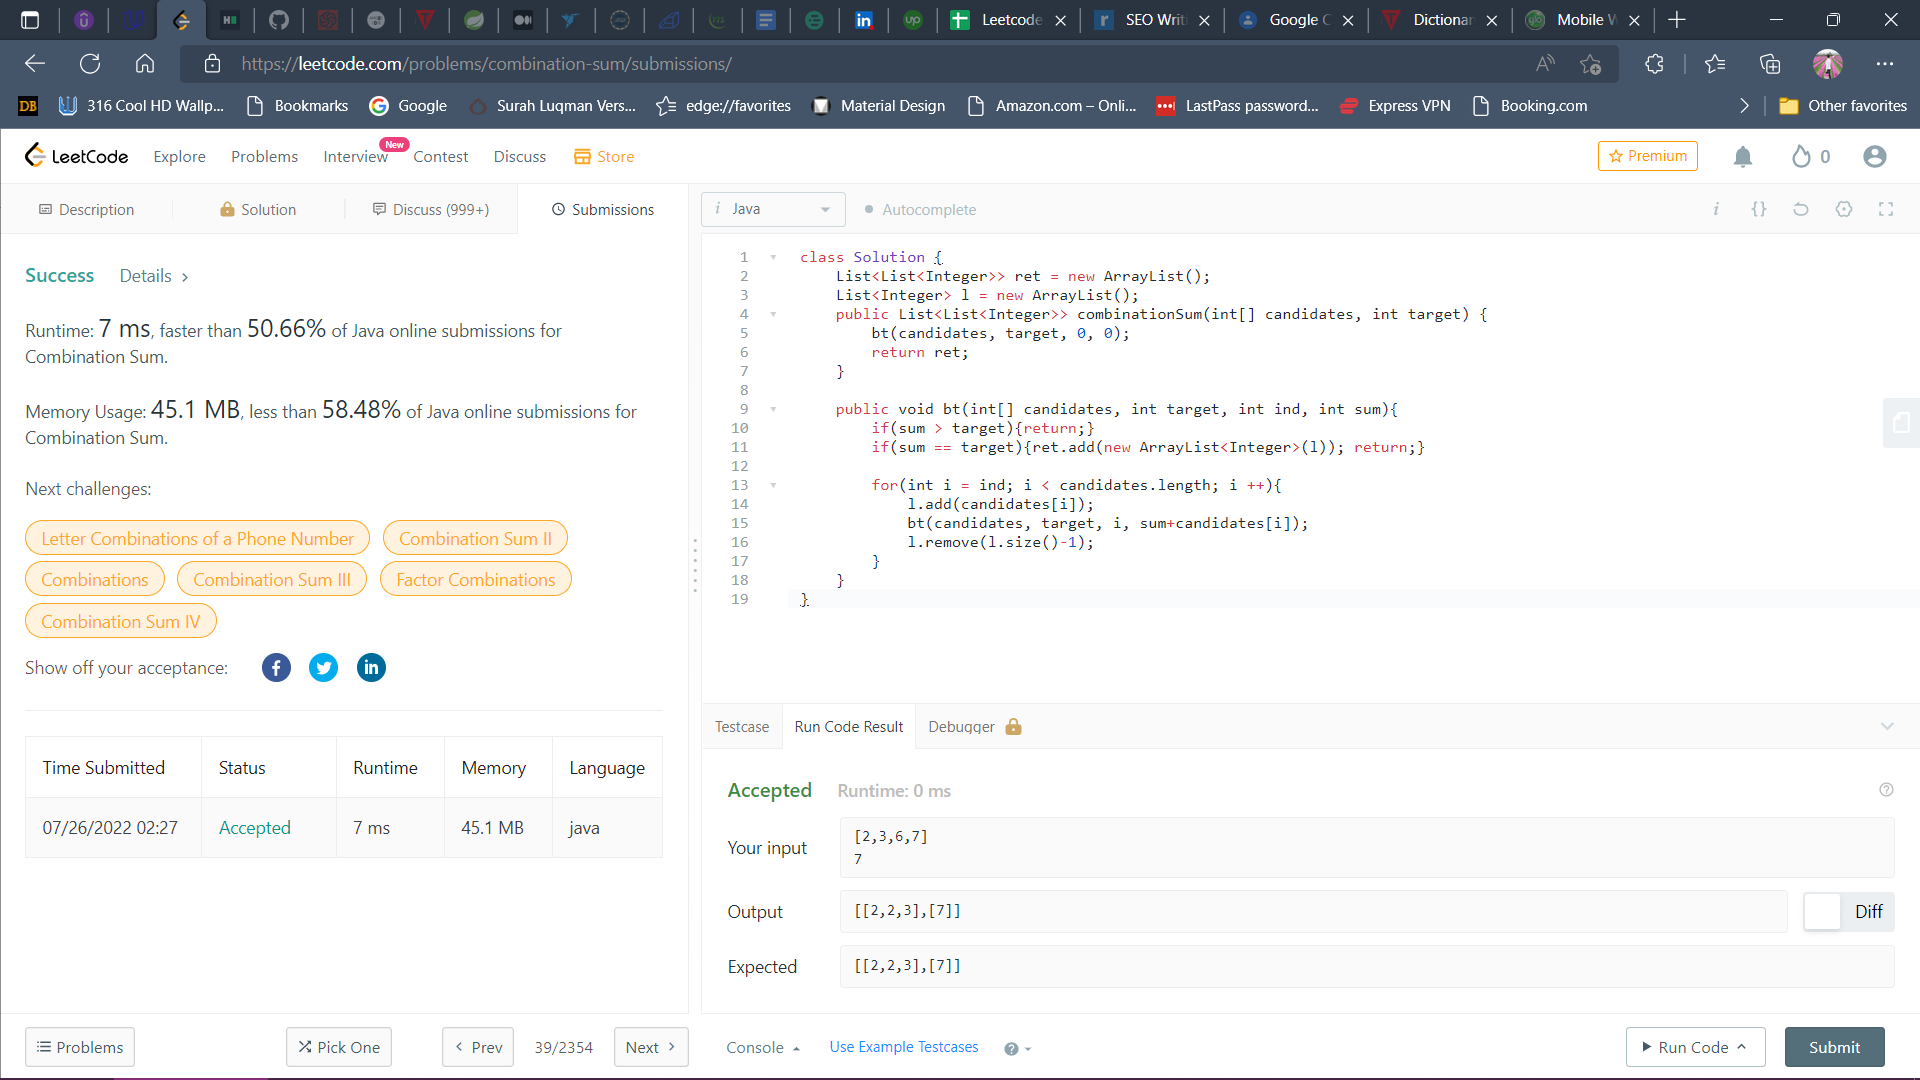 Leetcode
SEO Writ
Google C
Dictionar
Mobile W
https://leetcode.com/problems/combination-sum/submissions/
DB
316 Cool HD Wallp...
Bookmarks
Google
Surah Luqman Vers...
edge://favorites
Material Design
Amazon.com – Onli...
LastPass password...
Express VPN
Booking.com
Other favorites
LeetCode
Explore
Problems
Interview
New
Contest
Discuss
Store
Premium
0
Description
Solution
Discuss (999+)
Submissions
i Java
Autocomplete
Success Details >
Runtime: 7 ms, faster than 50.66% of Java online submissions for
Combination Sum.
Memory Usage: 45.1 MB, less than 58.48% of Java online submissions for
Combination Sum.
Next challenges:
Letter Combinations of a Phone Number
Combination Sum II
Combinations
Combination Sum III
Factor Combinations
Combination Sum IV
Show off your acceptance:
Time Submitted Status Runtime Memory Language
07/26/2022 02:27 Accepted 7 ms 45.1 MB java
1 class Solution {
2 List<List<Integer>> ret = new ArrayList();
3 List<Integer> l = new ArrayList();
4 public List<List<Integer>> combinationSum(int[] candidates, int target) {
5 bt(candidates, target, 0, 0);
6 return ret;
7 }
8
9 public void bt(int[] candidates, int target, int ind, int sum){
10 if(sum > target){return;}
11 if(sum == target){ret.add(new ArrayList<Integer>(l)); return;}
12
13 for(int i = ind; i < candidates.length; i ++){
14 l.add(candidates[i]);
15 bt(candidates, target, i, sum+candidates[i]);
16 l.remove(l.size()-1);
17 }
18 }
19 }
Testcase
Run Code Result
Debugger
Accepted Runtime: 0 ms
Your input
[2,3,6,7]
7
Output
[[2,2,3],[7]]
Diff
Expected
[[2,2,3],[7]]
Problems
Pick One
< Prev
39/2354
Next >
Console
Use Example Testcases
Run Code
Submit